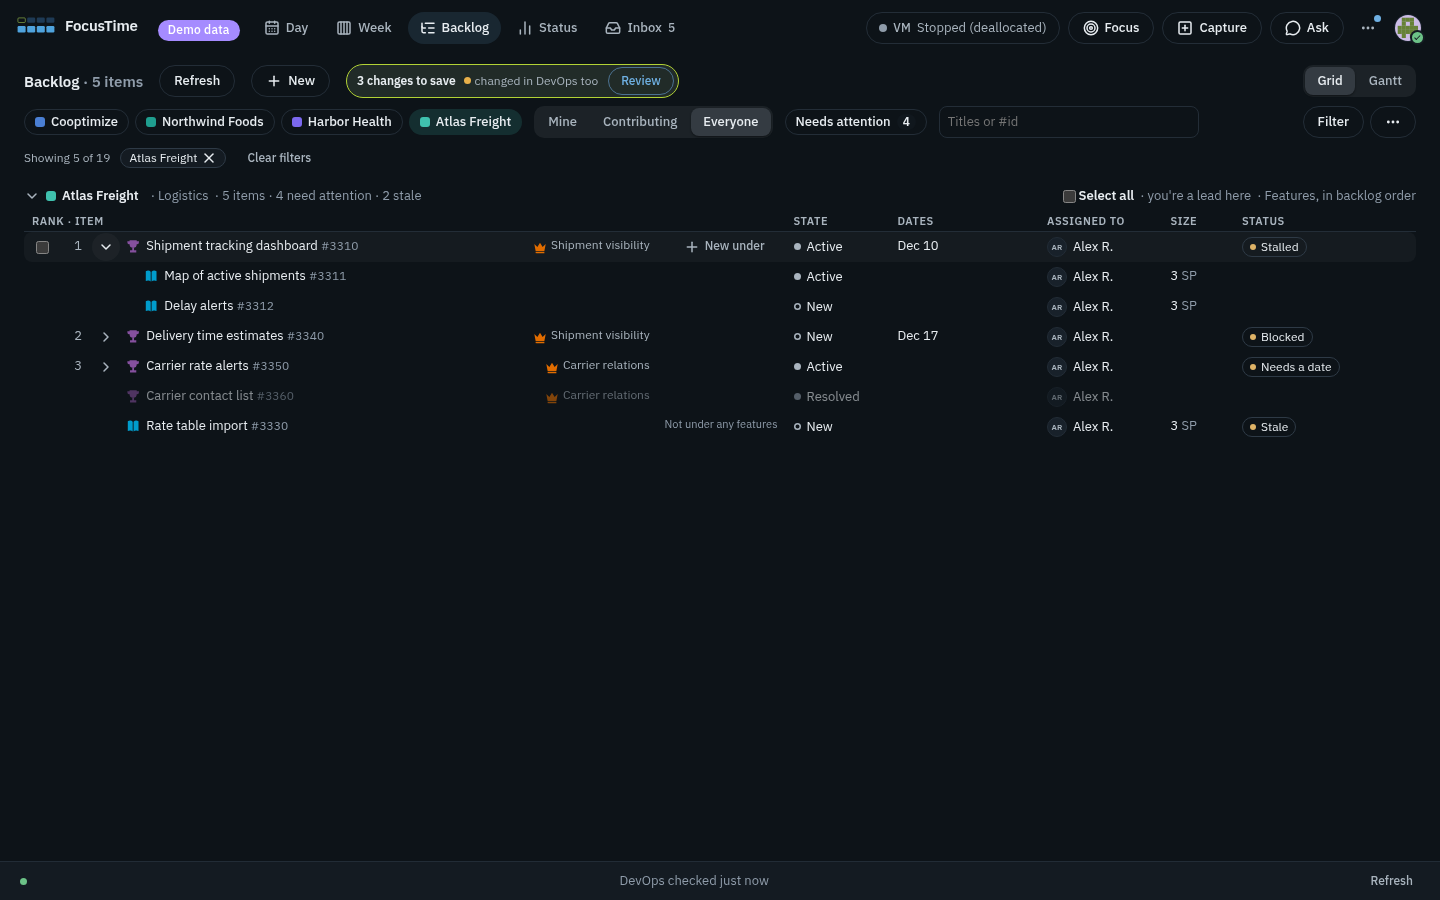 FocusTime
Demo data
Day
Week
Backlog
Status
Inbox 5
VM Stopped (deallocated)
Focus
Capture
Ask
Backlog · 5 items
Refresh
New
3 changes to save
changed in DevOps too
Review
Grid
Gantt
Cooptimize
Northwind Foods
Harbor Health
Atlas Freight
Mine
Contributing
Everyone
Needs attention 4
Titles or #id
Filter
Showing 5 of 19
Atlas Freight
Clear filters
Atlas Freight · Logistics · 5 items · 4 need attention · 2 stale
Select all · you're a lead here · Features, in backlog order
RANK · ITEM STATE DATES ASSIGNED TO SIZE STATUS
1 Shipment tracking dashboard #3310 Shipment visibility New under Active Dec 10 AR Alex R. Stalled
Map of active shipments #3311 Active AR Alex R. 3 SP
Delay alerts #3312 New AR Alex R. 3 SP
2 Delivery time estimates #3340 Shipment visibility New Dec 17 AR Alex R. Blocked
3 Carrier rate alerts #3350 Carrier relations Active AR Alex R. Needs a date
Carrier contact list #3360 Carrier relations Resolved AR Alex R.
Rate table import #3330 Not under any features New AR Alex R. 3 SP Stale
DevOps checked just now
Refresh